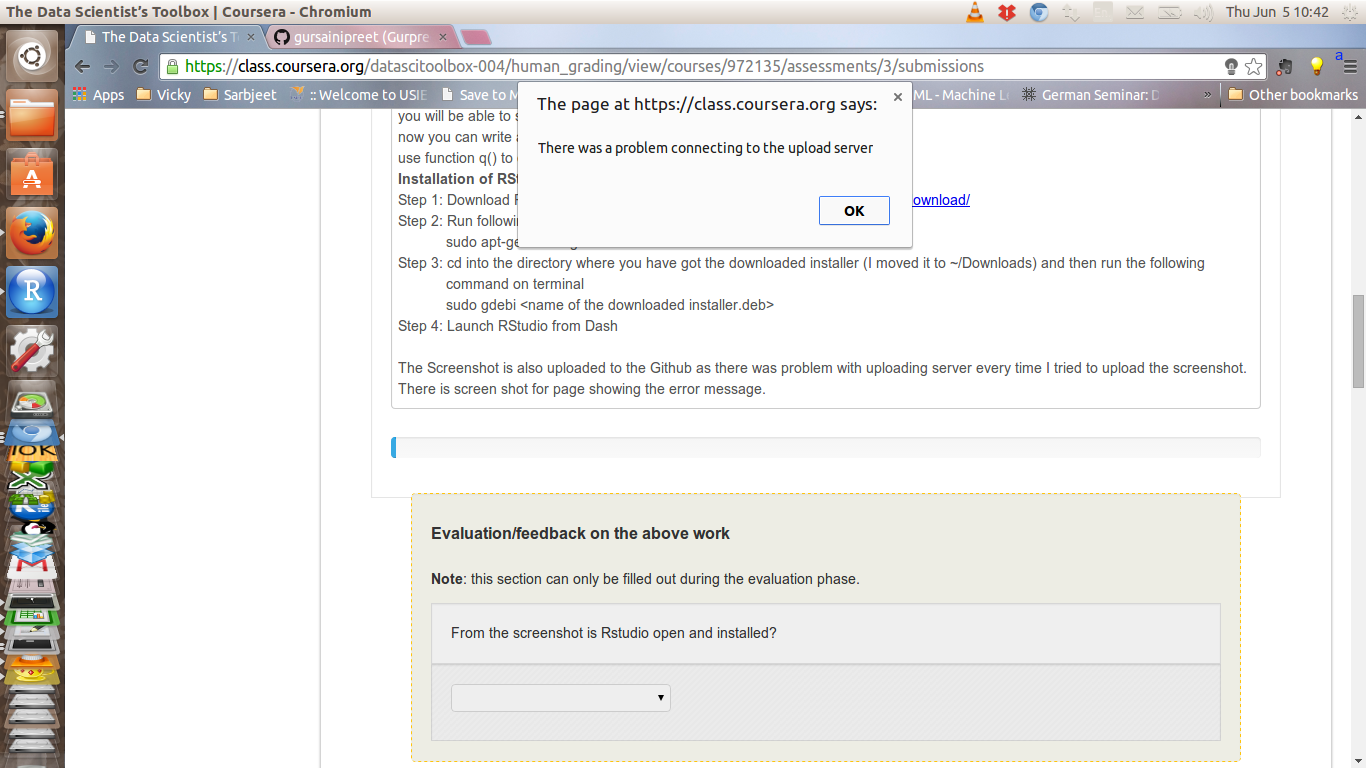 The Data Scientist’s Toolbox | Coursera - Chromium
Thu Jun 5 10:42
The Data Scientist's T
gursainipreet (Gurpre
https://class.coursera.org/datascitoolbox-004/human_grading/view/courses/972135/assessments/3/submissions
a
Apps
Vicky
Sarbjeet
:: Welcome to USIE
Save to M
ML - Machine L
German Seminar: D
»
Other bookmarks
The page at https://class.coursera.org says:
There was a problem connecting to the upload server
OK
you will be able to s
now you can write a
use function q() to
Installation of RSt
Step 1: Download R
ownload/
Step 2: Run followin
sudo apt-ge
Step 3: cd into the directory where you have got the downloaded installer (I moved it to ~/Downloads) and then run the following
command on terminal
sudo gdebi <name of the downloaded installer.deb>
Step 4: Launch RStudio from Dash
The Screenshot is also uploaded to the Github as there was problem with uploading server every time I tried to upload the screenshot.
There is screen shot for page showing the error message.
Evaluation/feedback on the above work
Note: this section can only be filled out during the evaluation phase.
From the screenshot is Rstudio open and installed?